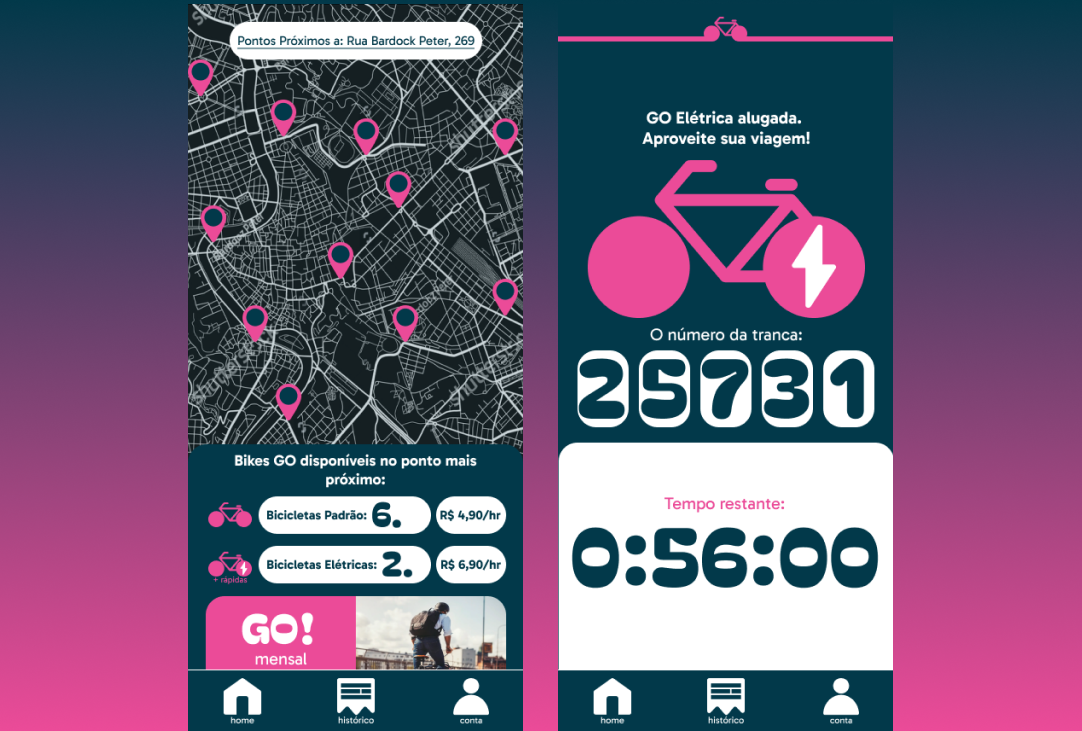 Pontos Próximos a: Rua Bardock Peter, 269
Bikes GO disponíveis no ponto mais
próximo:
Bicicletas Padrão: 6.
R$ 4,90/hr
+ rápidas
Bicicletas Elétricas: 2.
R$ 6,90/hr
GO!
mensal
home
histórico
conta
GO Elétrica alugada.
Aproveite sua viagem!
O número da tranca:
25731
Tempo restante:
0:56:00
home
histórico
conta